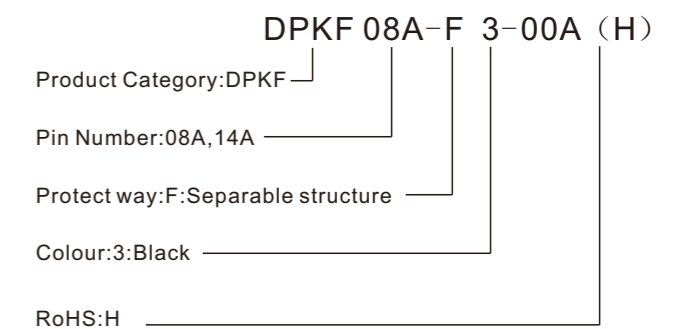 DPKF 08A-F 3-00A（H）
Product Category:DPKF
Pin Number:08A,14A
Protect way:F:Separable structure
Colour:3:Black
RoHS:H